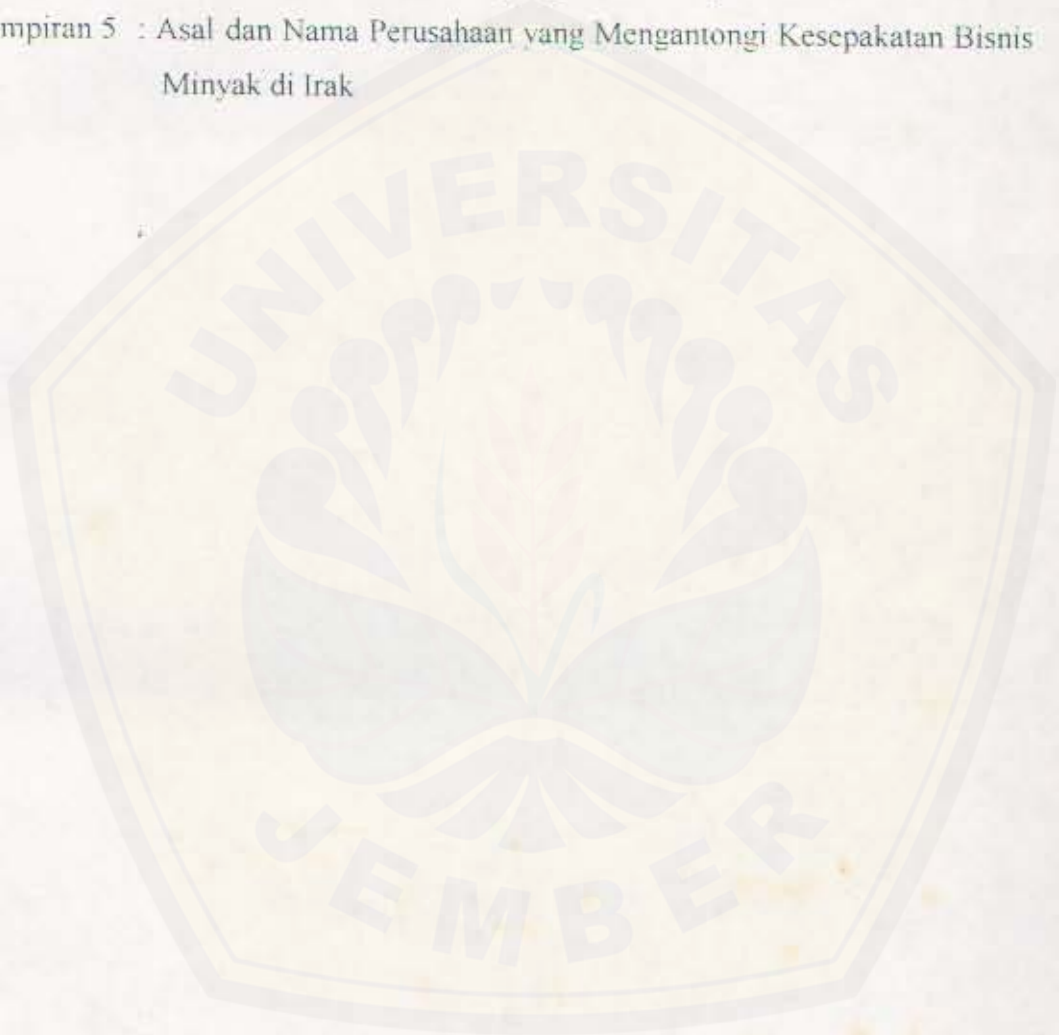 mpiran 5 : Asal dan Nama Perusahaan yang Mengantongi Kesepakatan Bisnis
Minyak di Irak
UNIVERSITAS
JEMBER